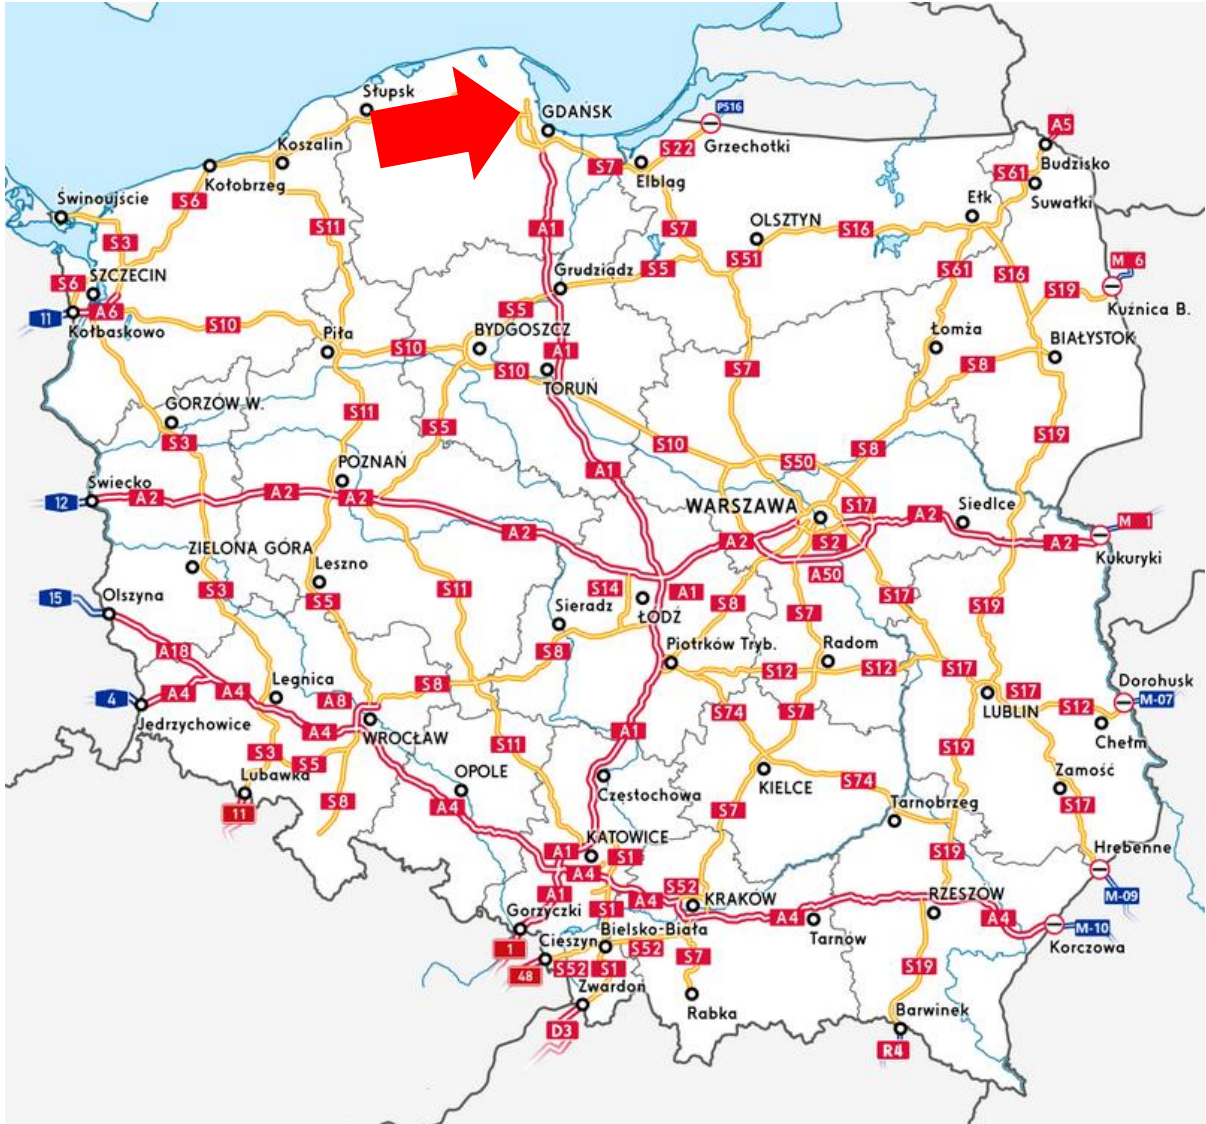 Słupsk
GDAŃSK
PS16
A5
Grzechotki
S22
Koszalin
Budzisko
S7
Elbląg
S61
Kołobrzeg
Suwałki
S6
Świnoujście
Ełk
OLSZTYN
S11
A1
S7
S16
S3
S51
M 6
SZCZECIN
Grudziądz
S5
S61
S16
S6
S19
A6
S5
Kuźnica B.
11
Kołbaskowo
S10
Piła
BYDGOSZCZ
Łomża
S10
A1
BIAŁYSTOK
S10
S7
S8
TORUŃ
GORZÓW W.
S11
S5
S3
S10
S19
POZNAŃ
S8
S50
A1
Świecko
A2
A2
A2
12
WARSZAWA
S17
Siedlce
A2
M 1
A2
A2
S2
A2
Kukuryki
ZIELONA GÓRA
Leszno
A50
S3
S14
A1
S11
15
Olszyna
S5
Sieradz
ŁÓDŹ
S8
S17
S19
S7
A18
Piotrków Tryb.
Radom
S8
S12
S12
S17
Legnica
S8
Dorohusk
4
A4
A4
A8
S17
M-07
Jedrzychowice
S74
S7
LUBLIN
S12
A4
WROCŁAW
A1
Chełm
S3
S11
S19
S5
OPOLE
Lubawka
Częstochowa
KIELCE
S74
Zamość
S8
A4
S7
Tarnobrzeg
S17
11
KATOWICE
A1
S1
S19
Hrebenne
A4
S52
A1
A4
KRAKÓW
RZESZÓW
M-09
Gorzyczki
S1
A4
A4
Bielsko-Biała
Tarnów
M-10
1
Cieszyn
S52
Korczowa
48
S52
S1
S7
S19
Zwardoń
Rabka
Barwinek
D3
R4